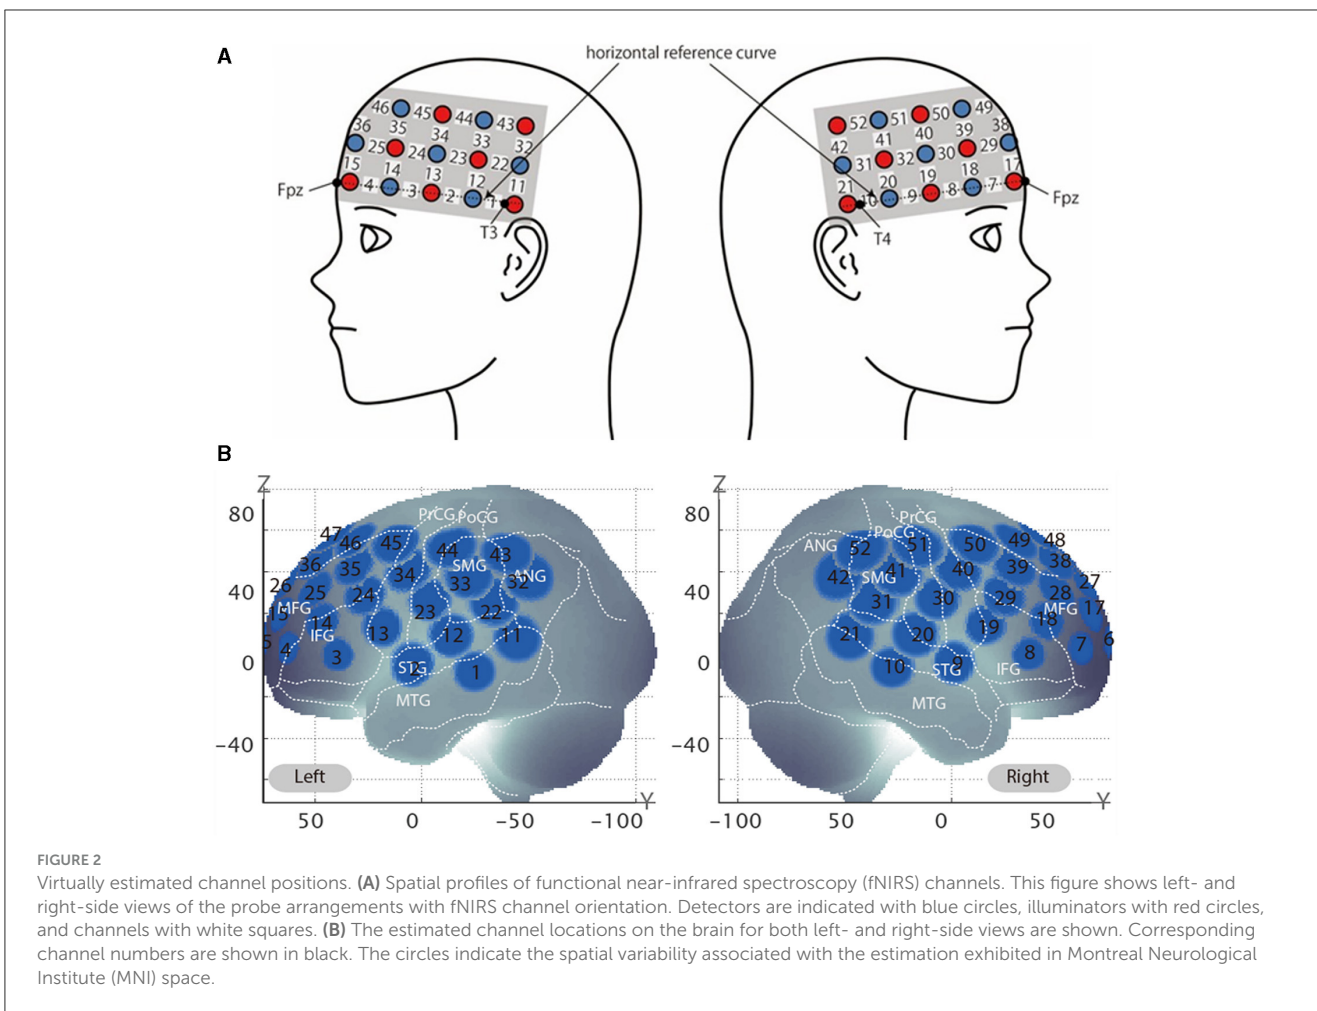 A
horizontal reference curve
46 45 44 43
36 35 34 33 32
25 24 23 22
15 14 13 12 11
4 3 2 1
Fpz
T3
52 51 50 49
42 41 40 39 38
31 32 30 29
21 20 19 18 17
10 9 8 7
Fpz
T4
B
Z
80
40
0
−40
47 46 45 44 43
36 35 34 33 32
26 25 24 23 22
15 14 13 12 11
5 4 3 2 1
PrCG PoCG
SMG
ANG
MFG
IFG
STG
MTG
Left
Y
50 0 −50 −100
Z
80
40
0
−40
52 51 50 49 48
42 41 40 39 38
31 30 29 28 27
21 20 19 18 17
10 9 8 7 6
PrCG
PoCG
ANG
SMG
MFG
STG
IFG
MTG
Right
Y
−100 −50 0 50
FIGURE 2
Virtually estimated channel positions. (A) Spatial profiles of functional near-infrared spectroscopy (fNIRS) channels. This figure shows left- and
right-side views of the probe arrangements with fNIRS channel orientation. Detectors are indicated with blue circles, illuminators with red circles,
and channels with white squares. (B) The estimated channel locations on the brain for both left- and right-side views are shown. Corresponding
channel numbers are shown in black. The circles indicate the spatial variability associated with the estimation exhibited in Montreal Neurological
Institute (MNI) space.